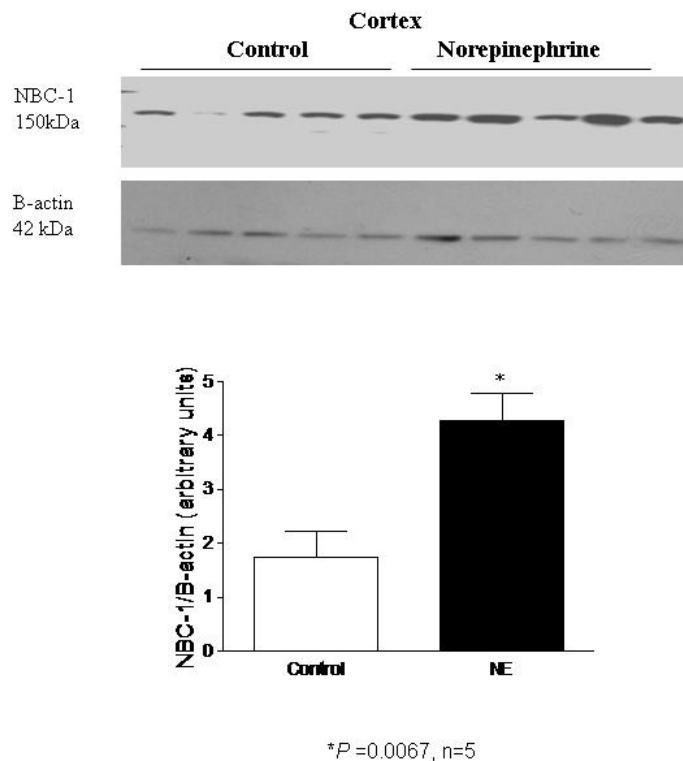 Cortex
Control Norepinephrine
NBC-1
150kDa
B-actin
42 kDa
NBC-1/B-actin (arbitrary units)
5
*
4
3
2
1
0
Control NE
*P =0.0067, n=5